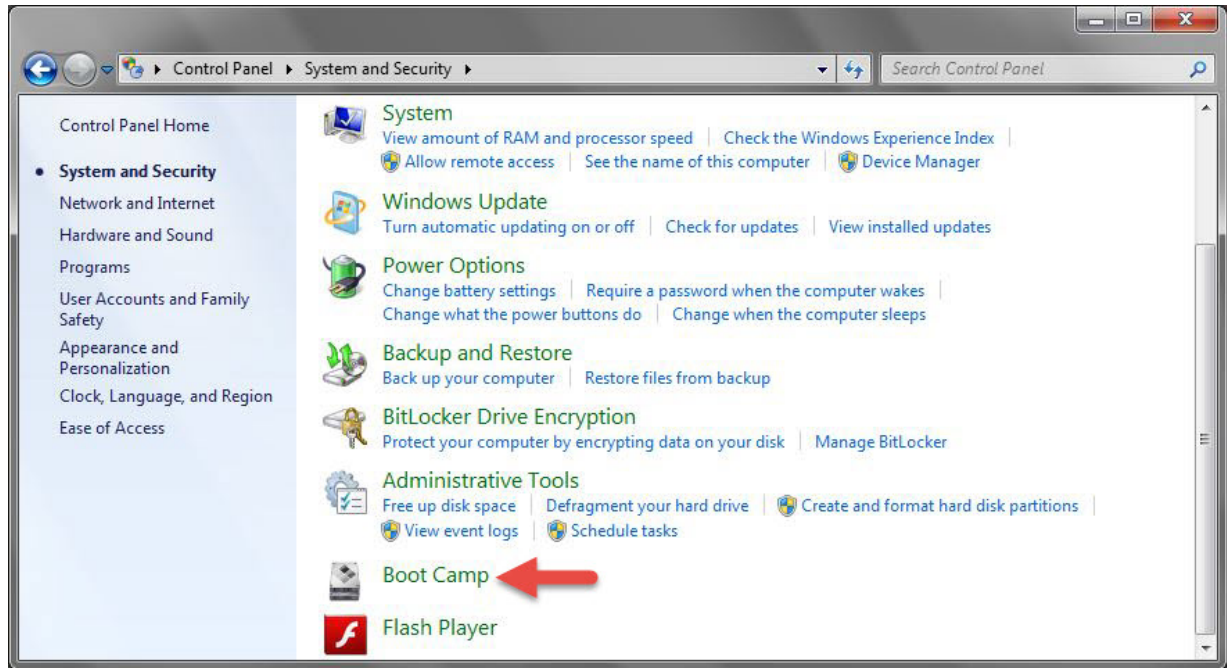 Control Panel System and Security
Search Control Panel
Control Panel Home
System and Security
Network and Internet
Hardware and Sound
Programs
User Accounts and Family
Safety
Appearance and
Personalization
Clock, Language, and Region
Ease of Access
System
View amount of RAM and processor speed Check the Windows Experience Index
Allow remote access See the name of this computer Device Manager
Windows Update
Turn automatic updating on or off Check for updates View installed updates
Power Options
Change battery settings Require a password when the computer wakes
Change what the power buttons do Change when the computer sleeps
Backup and Restore
Back up your computer Restore files from backup
BitLocker Drive Encryption
Protect your computer by encrypting data on your disk Manage BitLocker
Administrative Tools
Free up disk space Defragment your hard drive Create and format hard disk partitions
View event logs Schedule tasks
Boot Camp
Flash Player